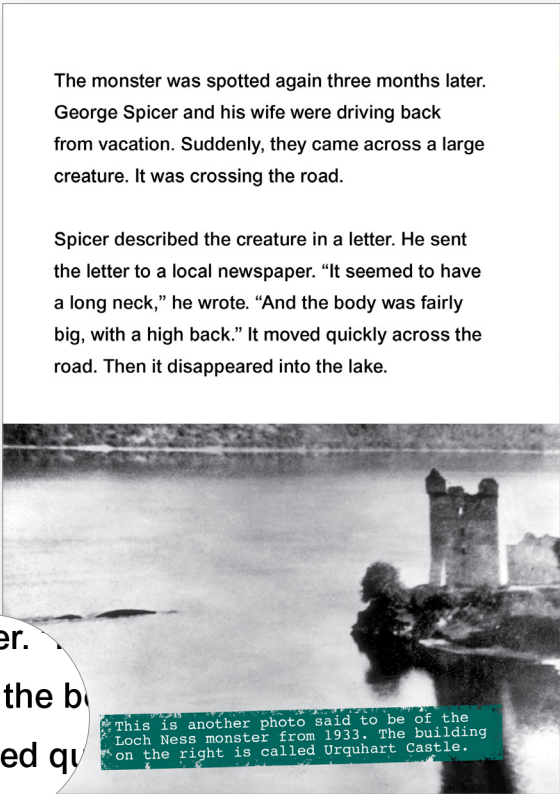 The monster was spotted again three months later.
George Spicer and his wife were driving back
from vacation. Suddenly, they came across a large
creature. It was crossing the road.
Spicer described the creature in a letter. He sent
the letter to a local newspaper. “It seemed to have
a long neck,” he wrote. “And the body was fairly
big, with a high back.” It moved quickly across the
road. Then it disappeared into the lake.
er.
the
ed qu
This is another photo said to be of the
Loch Ness monster from 1933. The building
on the right is called Urquhart Castle.